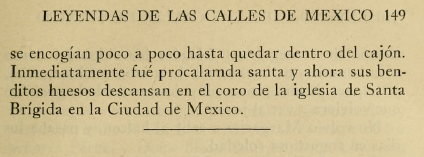 LEYENDAS DE LAS CALLES DE MEXICO 149
se encogían poco a poco hasta quedar dentro del cajón.
Inmediatamente fué procalamda santa y ahora sus ben-
ditos huesos descansan en el coro de la iglesia de Santa
Brígida en la Ciudad de Mexico.